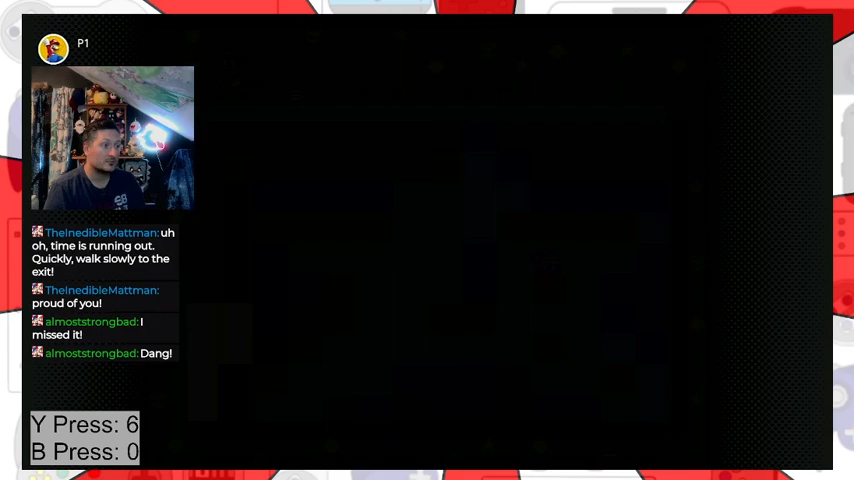 P1
TheInedibleMattman: uh
oh, time is running out.
Quickly, walk slowly to the
exit!
TheInedibleMattman:
proud of you!
almoststrongbad: I
missed it!
almoststrongbad: Dang!
Y Press: 6
B Press: 0